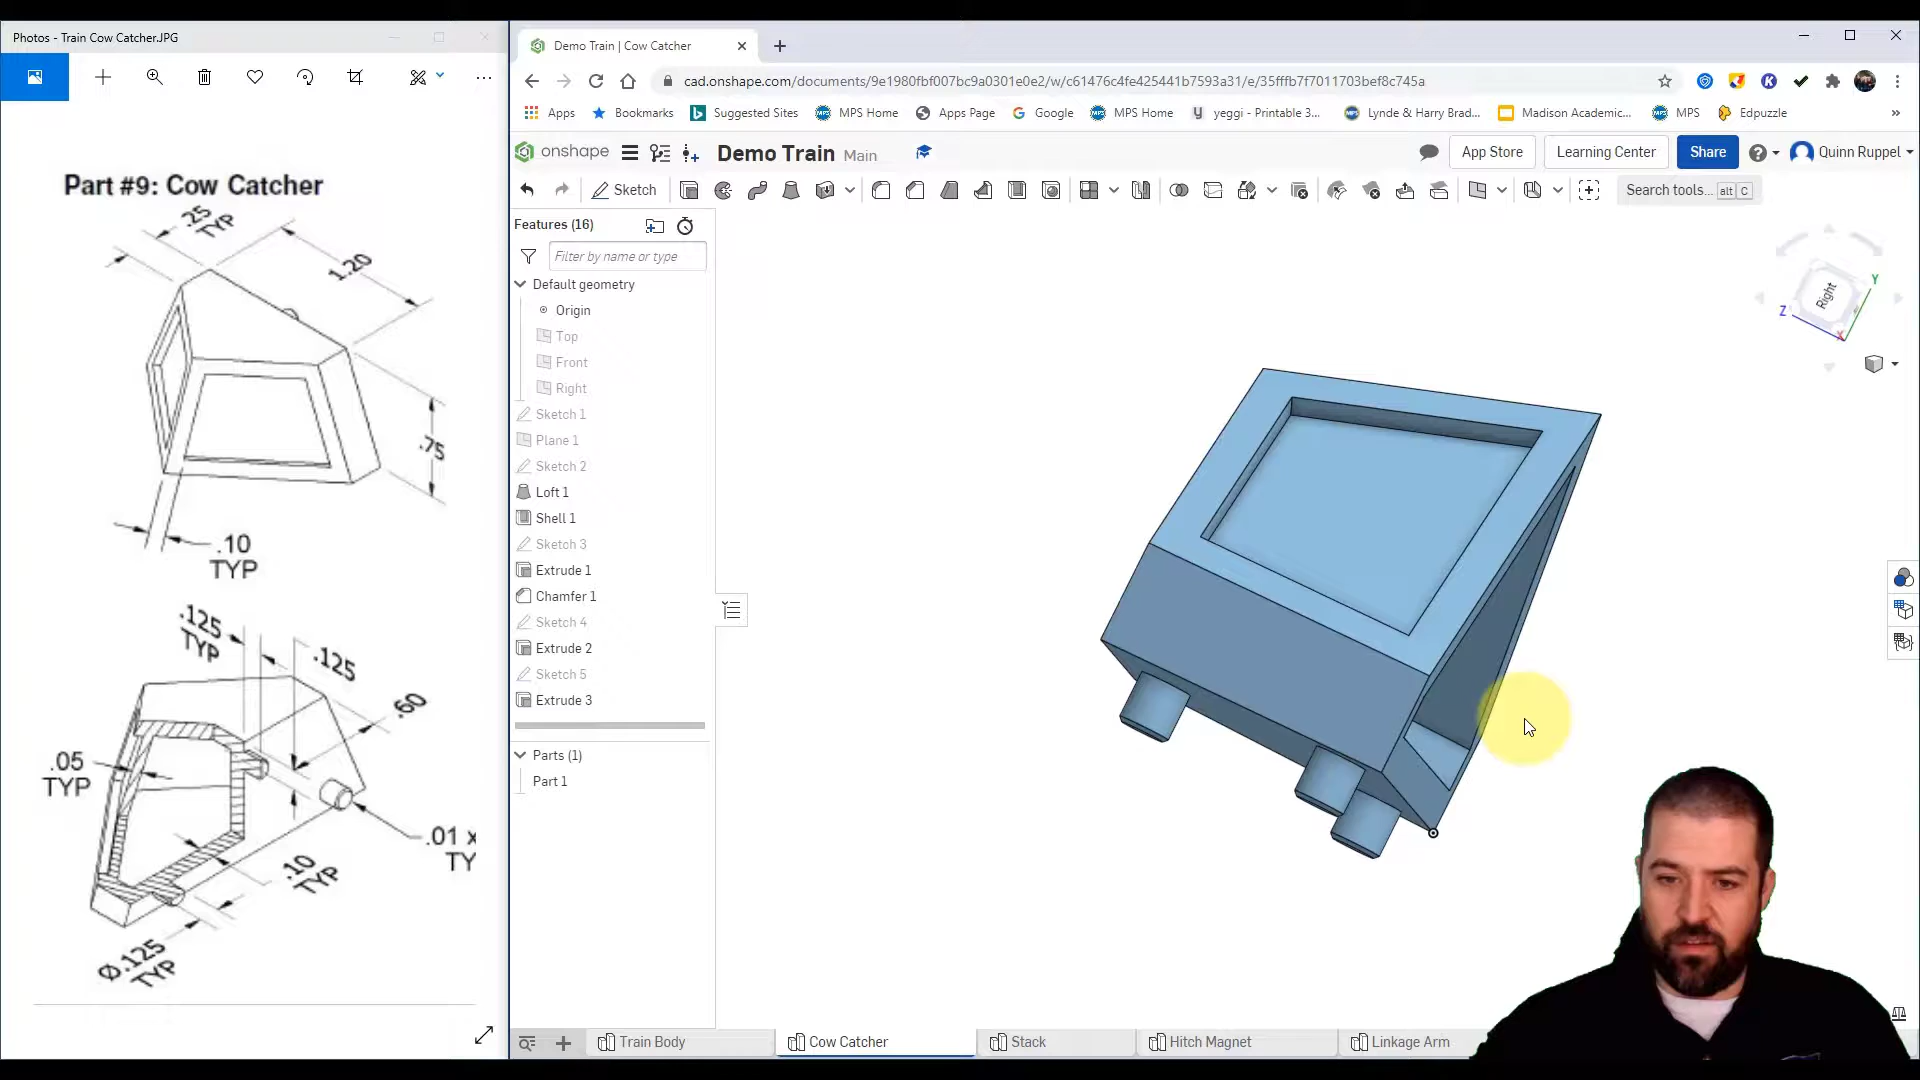 Photos - Train Cow Catcher.JPG
Part #9: Cow Catcher
.25
TYP
1.20
.75
.10
TYP
.125
TYP
.125
.60
.05
TYP
.01 x
TY
.10
TYP
Ø.125
TYP
Demo Train | Cow Catcher
cad.onshape.com/documents/9e1980fbf007bc9a0301e0e2/w/c61476c4fe425441b7593a31/e/35fffb7f7011703bef8c745a
Apps
Bookmarks
Suggested Sites
MPS Home
Apps Page
Google
MPS Home
yeggi - Printable 3...
Lynde & Harry Brad...
Madison Academic...
MPS
Edpuzzle
»
onshape
Demo Train Main
App Store
Learning Center
Share
Quinn Ruppel
Sketch
Search tools... alt C
Features (16)
Filter by name or type
Default geometry
Origin
Top
Front
Right
Sketch 1
Plane 1
Sketch 2
Loft 1
Shell 1
Sketch 3
Extrude 1
Chamfer 1
Sketch 4
Extrude 2
Sketch 5
Extrude 3
Parts (1)
Part 1
Right
Y
Z
X
Train Body
Cow Catcher
Stack
Hitch Magnet
Linkage Arm